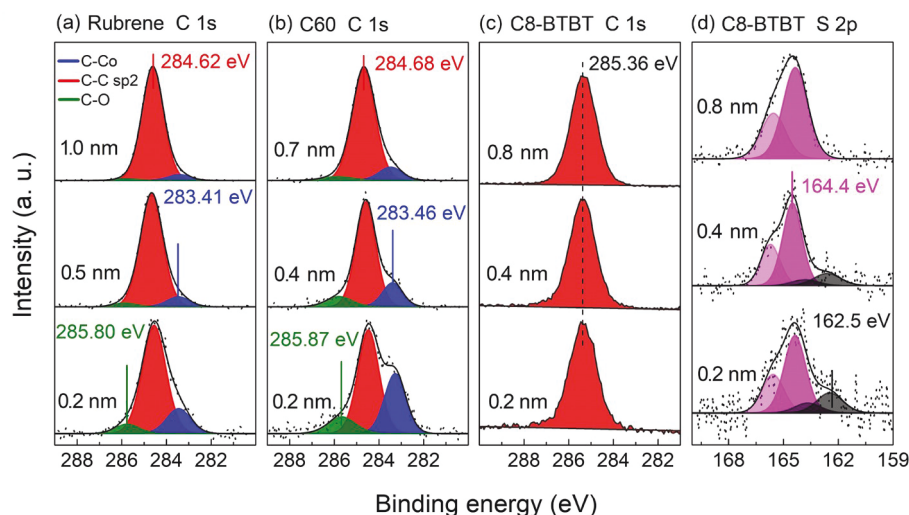 (a) Rubrene C 1s
(b) C60 C 1s
(c) C8-BTBT C 1s
(d) C8-BTBT S 2p
C-Co
C-C sp2
C-O
284.62 eV
1.0 nm
283.41 eV
0.5 nm
285.80 eV
0.2 nm
284.68 eV
0.7 nm
283.46 eV
0.4 nm
285.87 eV
0.2 nm
285.36 eV
0.8 nm
0.4 nm
0.2 nm
0.8 nm
164.4 eV
0.4 nm
162.5 eV
0.2 nm
Intensity (a. u.)
288 286 284 282
288 286 284 282
288 286 284 282
168 165 162 159
Binding energy (eV)